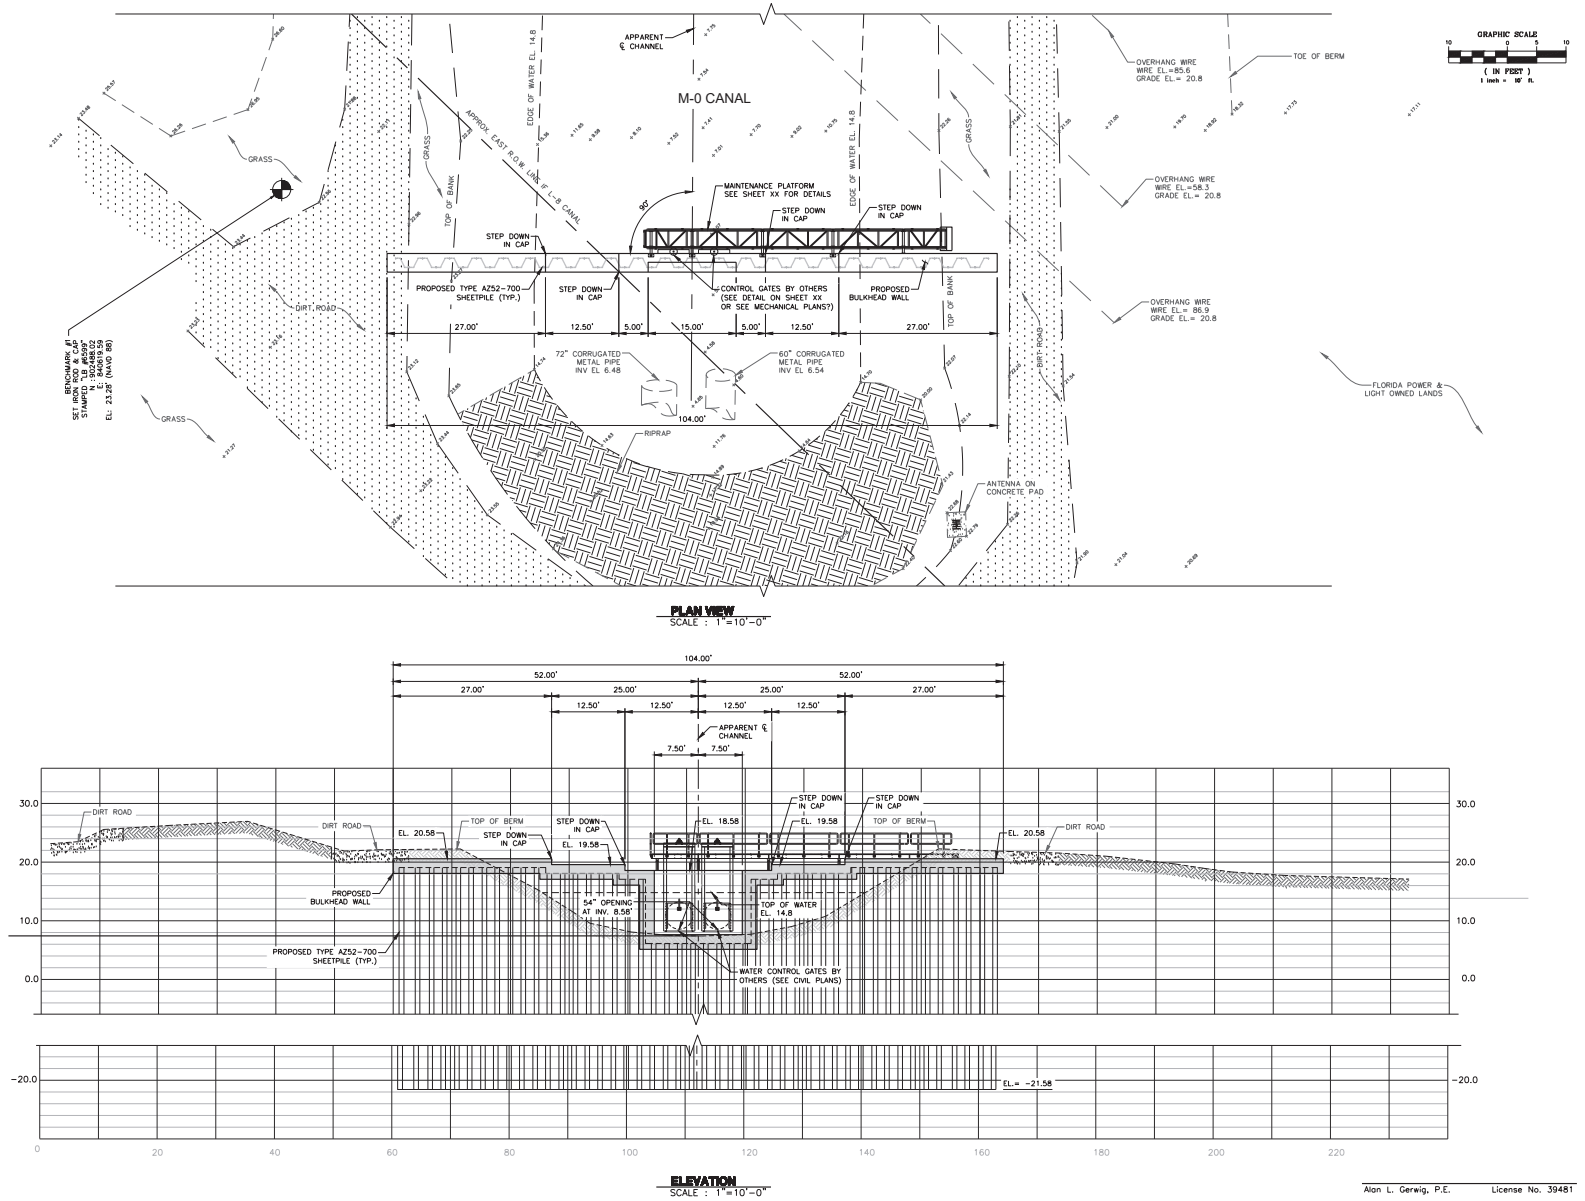 APPARENT
℄ CHANNEL
M-0 CANAL
EDGE OF WATER EL. 14.8
EDGE OF WATER EL. 14.8
APPROX. EAST R.O.W. LINE IF L-8 CANAL
GRASS
GRASS
GRASS
GRASS
TOP OF BANK
TOP OF BANK
OVERHANG WIRE
WIRE EL.=85.6
GRADE EL.= 20.8
TOE OF BERM
GRAPHIC SCALE
10 0 5 10
( IN FEET )
1 inch = 10' ft.
OVERHANG WIRE
WIRE EL.=58.3
GRADE EL.= 20.8
OVERHANG WIRE
WIRE EL.= 86.9
GRADE EL.= 20.8
MAINTENANCE PLATFORM
SEE SHEET XX FOR DETAILS
90°
STEP DOWN
IN CAP
STEP DOWN
IN CAP
STEP DOWN
IN CAP
STEP DOWN
IN CAP
PROPOSED TYPE AZ52-700
SHEETPILE (TYP.)
CONTROL GATES BY OTHERS
(SEE DETAIL ON SHEET XX
OR SEE MECHANICAL PLANS?)
PROPOSED
BULKHEAD WALL
DIRT ROAD
DIRT ROAD
27.00' 12.50' 5.00' 15.00' 5.00' 12.50' 27.00'
72" CORRUGATED
METAL PIPE
INV EL 6.48
60" CORRUGATED
METAL PIPE
INV EL 6.54
104.00'
RIPRAP
BENCHMARK #1
SET IRON ROD & CAP
STAMPED "LB #6599"
N : 902488.02
E: 840619.59
EL: 23.28' (NAVD 88)
FLORIDA POWER &
LIGHT OWNED LANDS
ANTENNA ON
CONCRETE PAD
PLAN VIEW
SCALE : 1"=10'-0"
104.00'
52.00' 52.00'
27.00' 25.00' 25.00' 27.00'
12.50' 12.50' 12.50' 12.50'
APPARENT ℄
CHANNEL
7.50' 7.50'
30.0 30.0
DIRT ROAD
DIRT ROAD
TOP OF BERM
EL. 20.58
STEP DOWN
IN CAP
STEP DOWN
IN CAP
EL. 19.58
EL. 18.58
STEP DOWN
IN CAP
EL. 19.58
STEP DOWN
IN CAP
TOP OF BERM
EL. 20.58
DIRT ROAD
20.0 20.0
PROPOSED
BULKHEAD WALL
54" OPENING
AT INV. 8.58'
TOP OF WATER
EL. 14.8
10.0 10.0
PROPOSED TYPE AZ52-700
SHEETPILE (TYP.)
WATER CONTROL GATES BY
OTHERS (SEE CIVIL PLANS)
0.0 0.0
-20.0 -20.0
EL.= -21.58
0 20 40 60 80 100 120 140 160 180 200 220
ELEVATION
SCALE : 1"=10'-0"
Alan L. Gerwig, P.E. License No. 39481